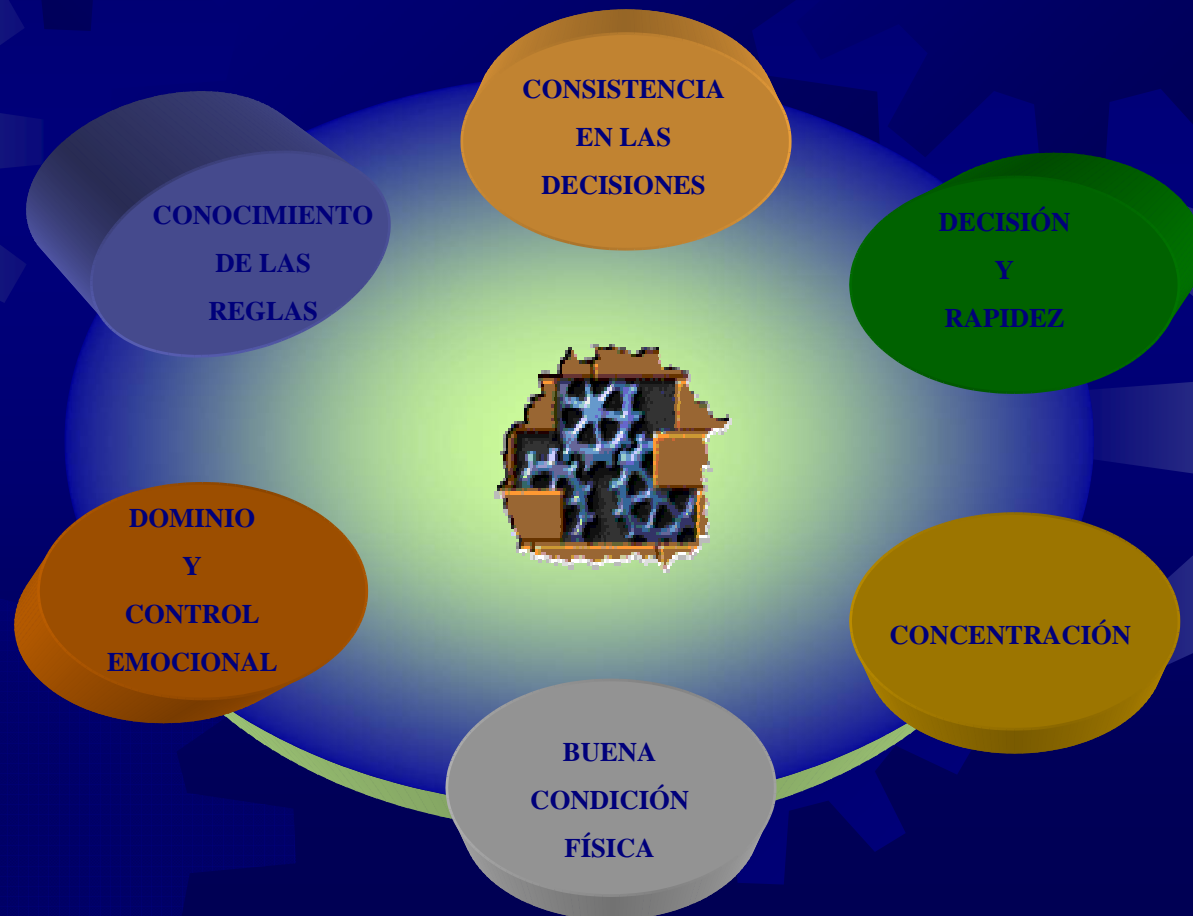 CONSISTENCIA
EN LAS
DECISIONES
CONOCIMIENTO
DE LAS
REGLAS
DECISIÓN
Y
RAPIDEZ
DOMINIO
Y
CONTROL
EMOCIONAL
CONCENTRACIÓN
BUENA
CONDICIÓN
FÍSICA